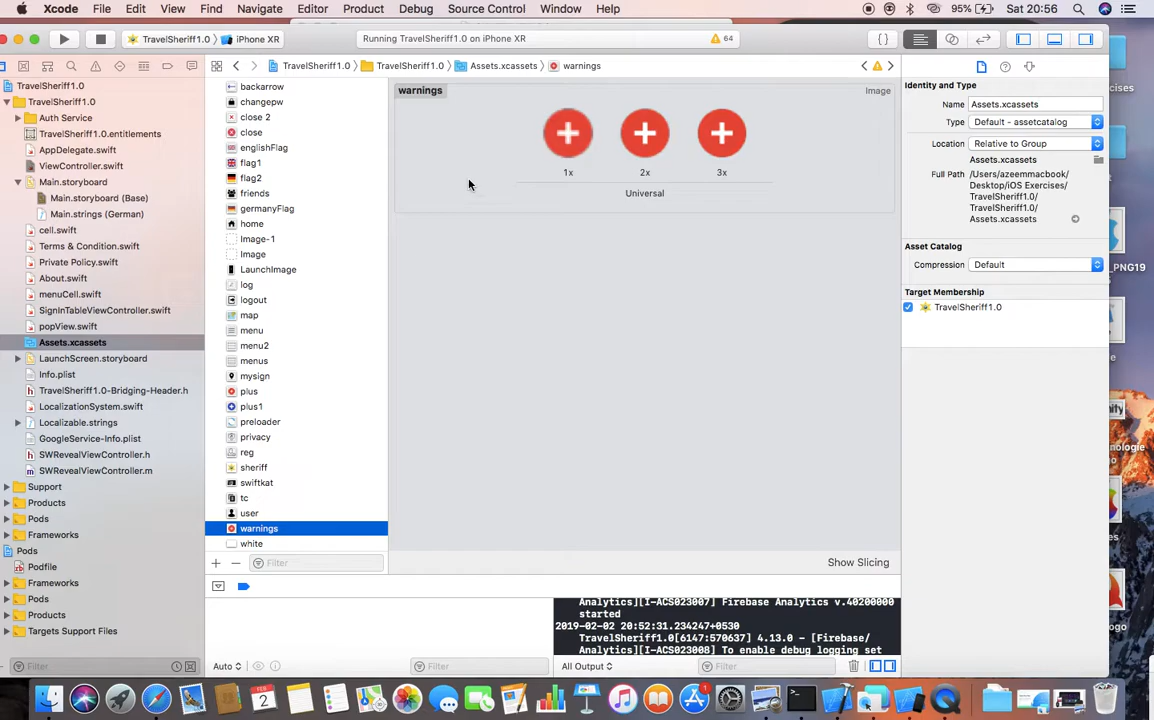 Xcode File Edit View Find Navigate Editor Product Debug Source Control Window Help 95% Sat 20:56
TravelSheriff1.0 iPhone XR Running TravelSheriff1.0 on iPhone XR 64
TravelSheriff1.0 TravelSheriff1.0 Assets.xcassets warnings
TravelSheriff1.0
TravelSheriff1.0
Auth Service
TravelSheriff1.0.entitlements
AppDelegate.swift
ViewController.swift
Main.storyboard
Main.storyboard (Base)
Main.strings (German)
cell.swift
Terms & Condition.swift
Private Policy.swift
About.swift
menuCell.swift
SignInTableViewController.swift
popView.swift
Assets.xcassets
LaunchScreen.storyboard
Info.plist
TravelSheriff1.0-Bridging-Header.h
LocalizationSystem.swift
Localizable.strings
GoogleService-Info.plist
SWRevealViewController.h
SWRevealViewController.m
Support
Products
Pods
Frameworks
Pods
Podfile
Frameworks
Pods
Products
Targets Support Files
Filter
backarrow
changepw
close 2
close
englishFlag
flag1
flag2
friends
germanyFlag
home
Image-1
Image
LaunchImage
log
logout
map
menu
menu2
menus
mysign
plus
plus1
preloader
privacy
reg
sheriff
swiftkat
tc
user
warnings
white
Filter
warnings Image
1x 2x 3x
Universal
Show Slicing
Analytics][I-ACS023007] Firebase Analytics v.40200000
started
2019-02-02 20:52:31.234247+0530
TravelSheriff1.0[6147:570637] 4.13.0 - [Firebase/
Analytics][I-ACS023008] To enable debug logging set
Auto Filter All Output Filter
Identity and Type
Name Assets.xcassets
Type Default - assetcatalog
Location Relative to Group
Assets.xcassets
Full Path /Users/azeemmacbook/
Desktop/iOS Exercises/
TravelSheriff1.0/
TravelSheriff1.0/
Assets.xcassets
Asset Catalog
Compression Default
Target Membership
TravelSheriff1.0
rcises
_PNG19
FEB
2
1